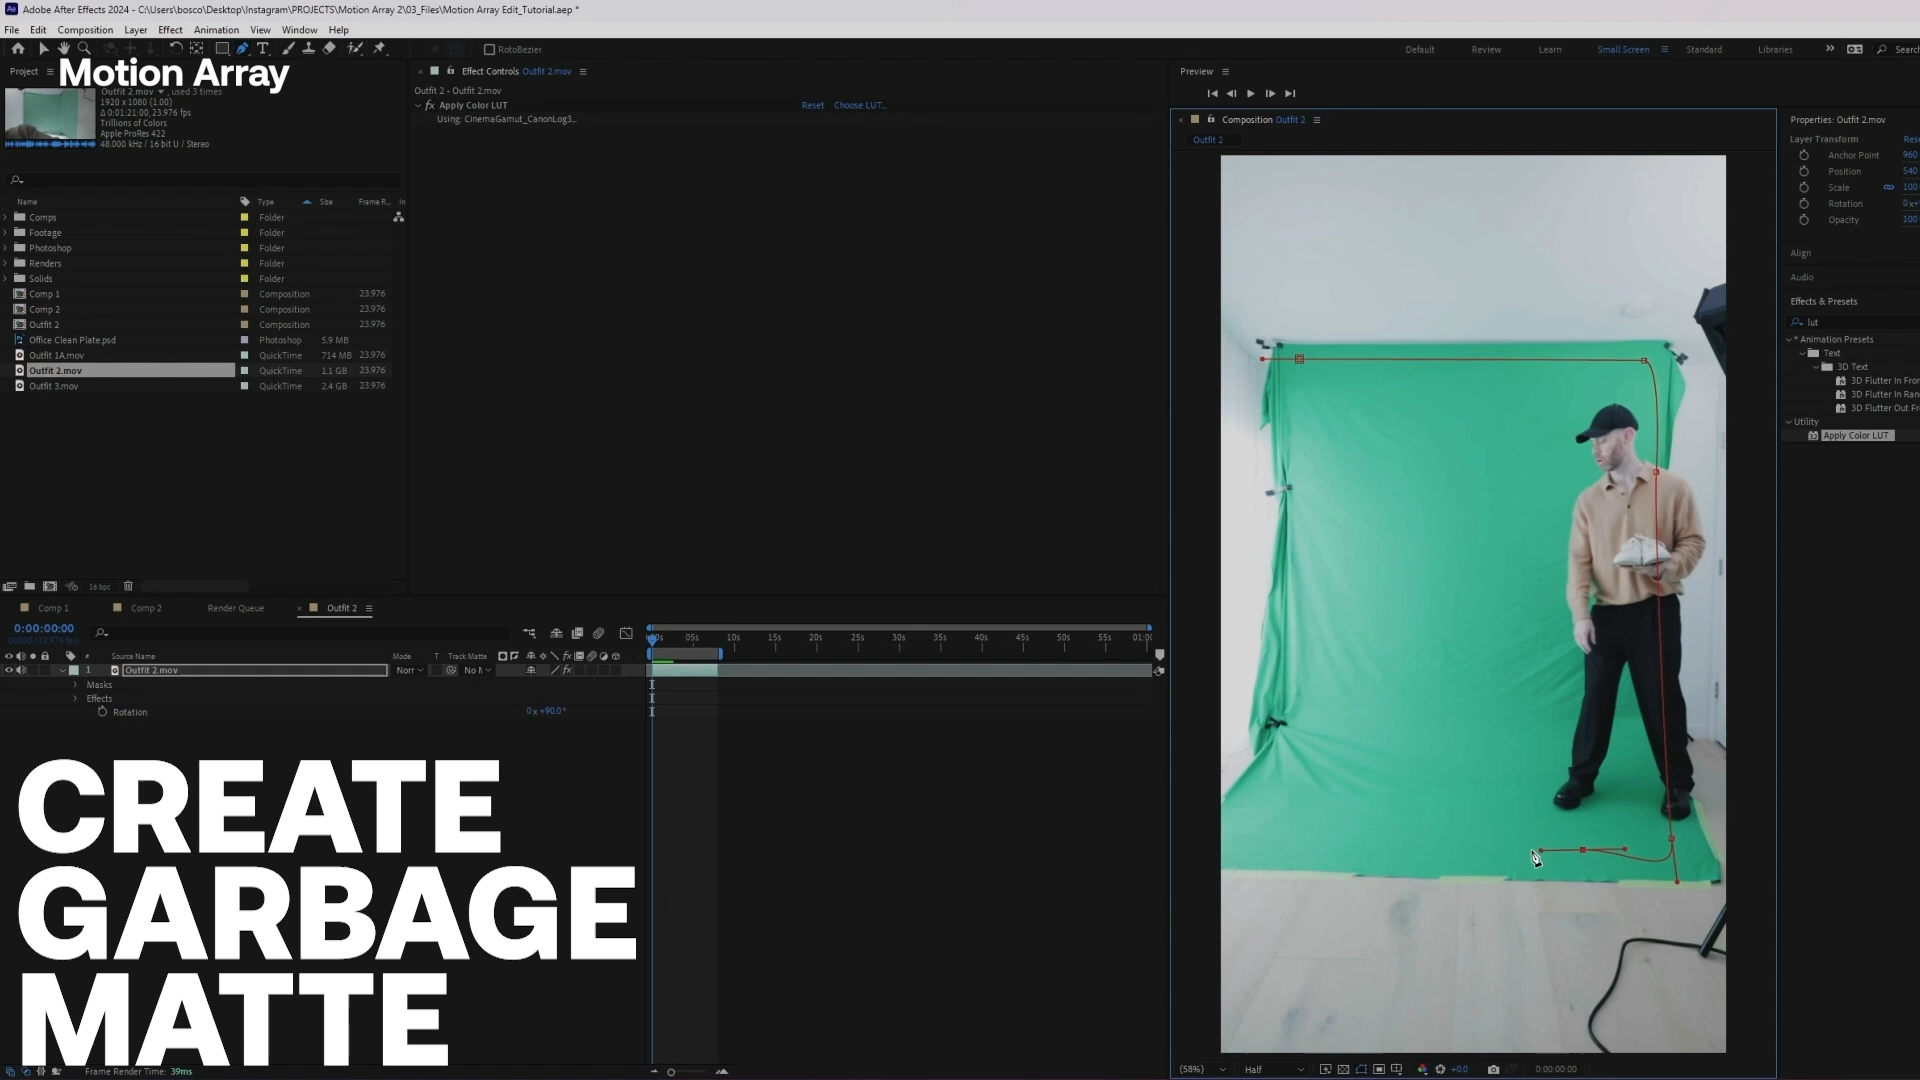 Adobe After Effects 2024 - C:\Users\bosco\Desktop\Instagram\PROJECTS\Motion Array 2\03_Files\Motion Array Edit_Tutorial.aep *
File Edit Composition Layer Effect Animation View Window Help
RotoBezier
Default Review Learn Small Screen Standard Libraries
Motion Array
Project
Outfit 2.mov , used 3 times
1920 x 1080 (1.00)
Δ 0:01:21:00, 23.976 fps
Trillions of Colors
Apple ProRes 422
48.000 kHz / 16 bit U / Stereo
Name Type Size Frame R... In
Comps Folder
Footage Folder
Photoshop Folder
Renders Folder
Solids Folder
Comp 1 Composition 23.976
Comp 2 Composition 23.976
Outfit 2 Composition 23.976
Office Clean Plate.psd Photoshop 5.9 MB
Outfit 1A.mov QuickTime 714 MB 23.976
Outfit 2.mov QuickTime 1.1 GB 23.976
Outfit 3.mov QuickTime 2.4 GB 23.976
16 bpc
Effect Controls Outfit 2.mov
Outfit 2 • Outfit 2.mov
fx Apply Color LUT Reset Choose LUT...
Using: CinemaGamut_CanonLog3...
Preview
Composition Outfit 2
Outfit 2
Properties: Outfit 2.mov
Layer Transform
Anchor Point 960
Position 540
Scale 100
Rotation
Opacity 100
Align
Audio
Effects & Presets
lut
* Animation Presets
Text
3D Text
3D Flutter In
3D Flutter In
3D Flutter Out
Utility
Apply Color LUT
Comp 1 Comp 2 Render Queue Outfit 2
0:00:00:00
05s 10s 15s 20s 25s 30s 35s 40s 45s 50s 55s
# Source Name Mode T Track Matte
1 Outfit 2.mov
Masks
Effects
Rotation 0x+90.0°
CREATE
GARBAGE
MATTE
Frame Render Time: 39ms
(58%) Half +0.0 0:00:00:00